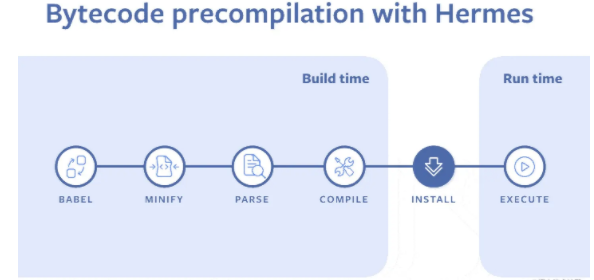 Bytecode precompilation with Hermes
Build time
Run time
BABEL
MINIFY
PARSE
COMPILE
INSTALL
EXECUTE